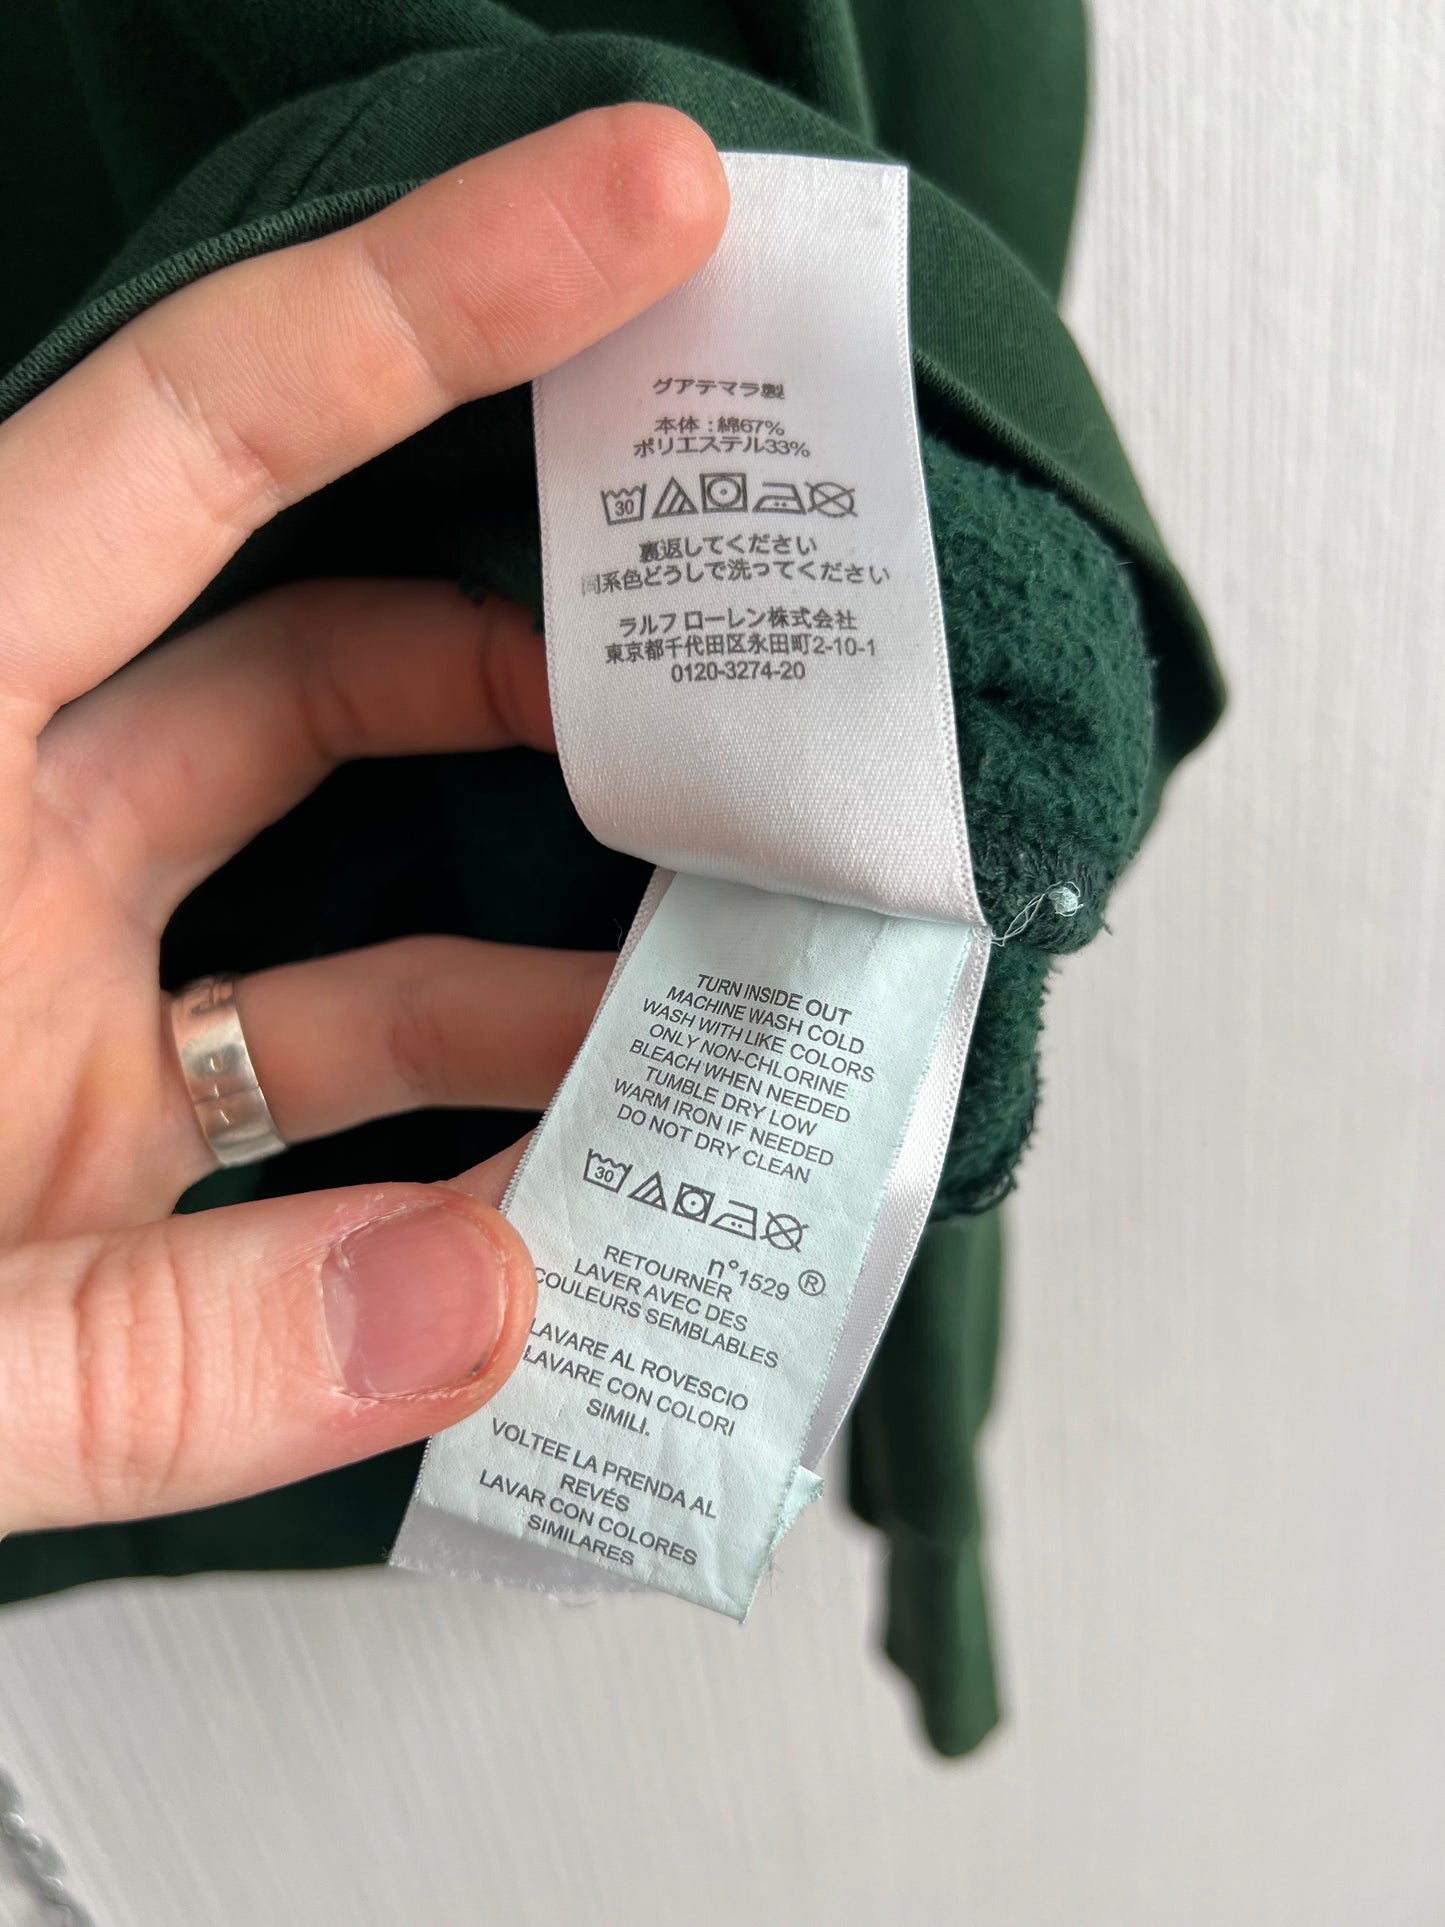 グアテマラ製
本体 : 綿67%
ポリエステル33%
30
裏返してください
同系色どうしで洗ってください
ラルフ ローレン株式会社
東京都千代田区永田町2-10-1
0120-3274-20
TURN INSIDE OUT
MACHINE WASH COLD
WASH WITH LIKE COLORS
ONLY NON-CHLORINE
BLEACH WHEN NEEDED
TUMBLE DRY LOW
WARM IRON IF NEEDED
DO NOT DRY CLEAN
30
n°1529 ®
RETOURNER
LAVER AVEC DES
COULEURS SEMBLABLES
LAVARE AL ROVESCIO
LAVARE CON COLORI
SIMILI.
VOLTEE LA PRENDA AL
REVÉS
LAVAR CON COLORES
SIMILARES